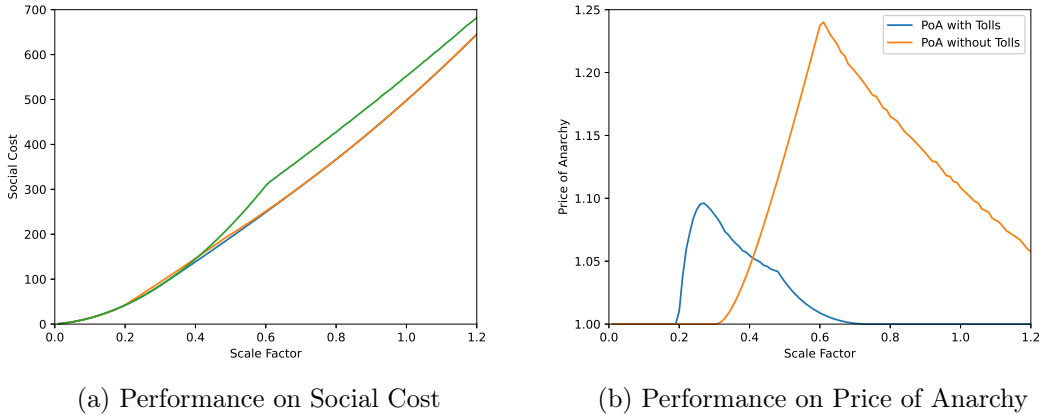 700
600
500
400
300
200
100
0
Social Cost
0.0 0.2 0.4 0.6 0.8 1.0 1.2
Scale Factor
(a) Performance on Social Cost
1.25
1.20
1.15
1.10
1.05
1.00
Price of Anarchy
PoA with Tolls
PoA without Tolls
0.0 0.2 0.4 0.6 0.8 1.0 1.2
Scale Factor
(b) Performance on Price of Anarchy